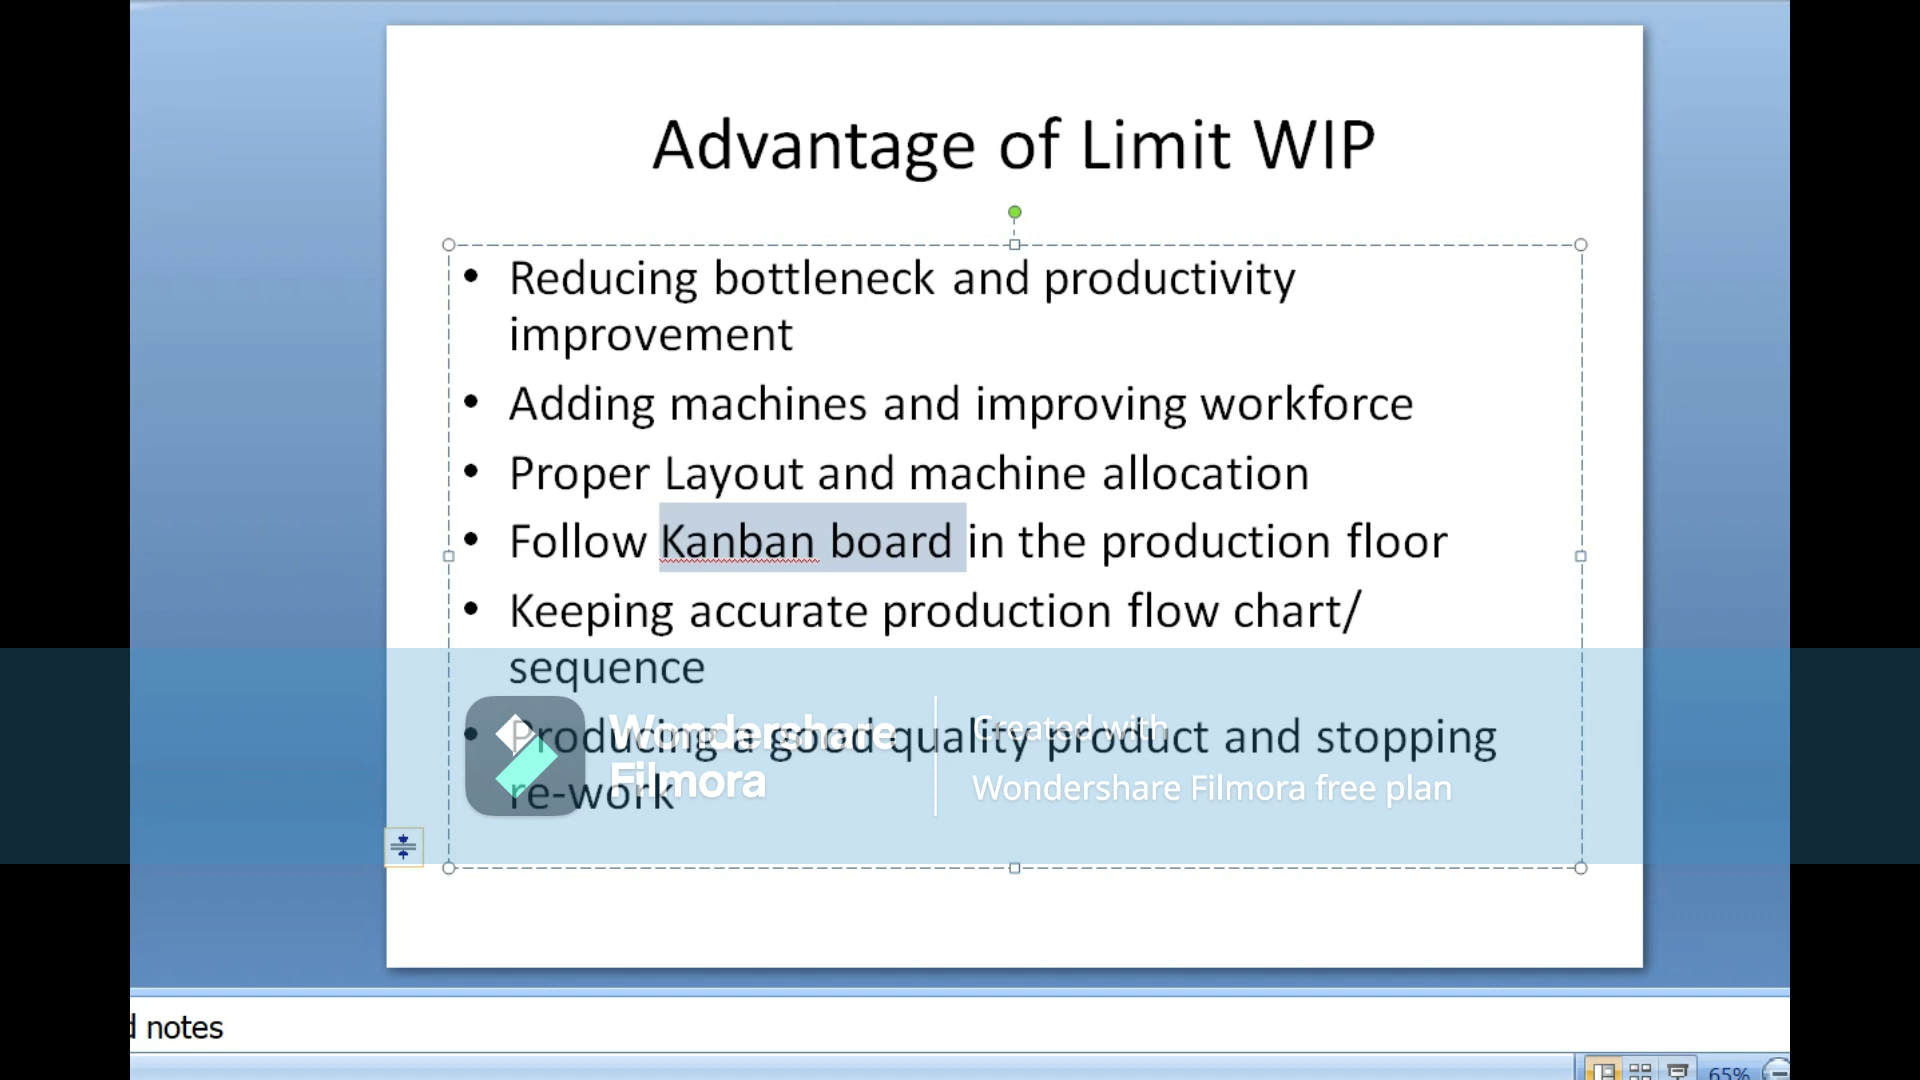 Advantage of Limit WIP
• Reducing bottleneck and productivity
improvement
• Adding machines and improving workforce
• Proper Layout and machine allocation
• Follow Kanban board in the production floor
• Keeping accurate production flow chart/
sequence
• Producing a good quality product and stopping
re-work
Wondershare
Filmora
Created with
Wondershare Filmora free plan
d notes
65%